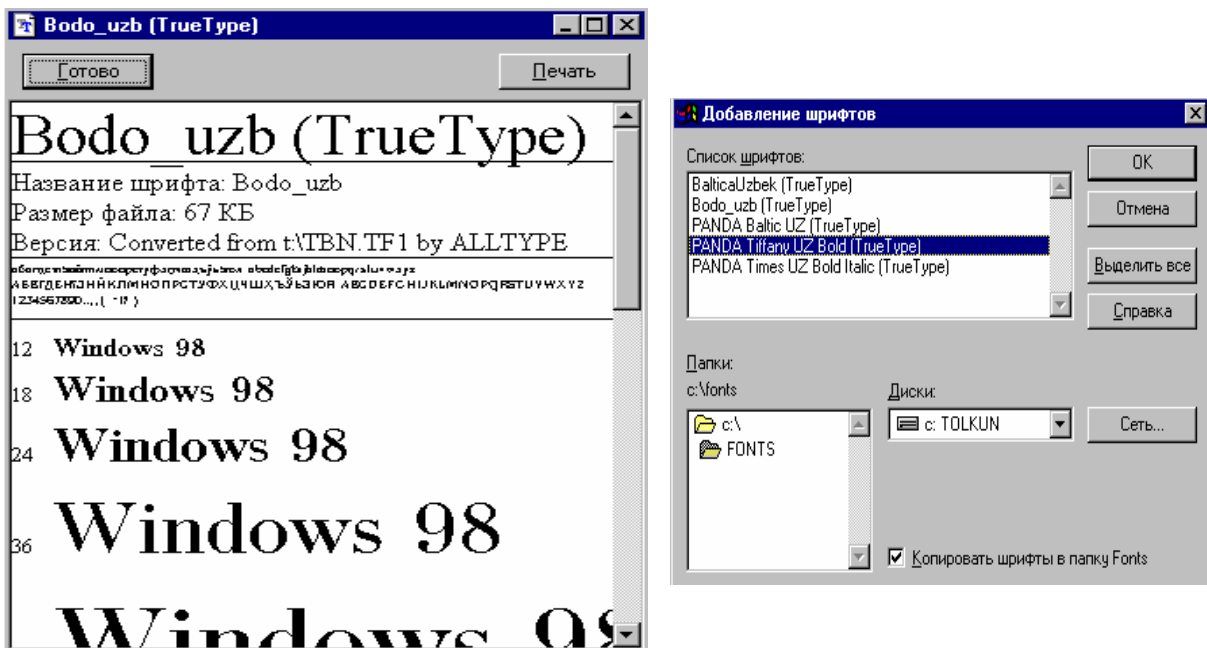 Bodo_uzb (TrueType)
Готово
Печать
Bodo_uzb (TrueType)
Название шрифта: Bodo_uzb
Размер файла: 67 КБ
Версия: Converted from t:\TBN.TF1 by ALLTYPE
12 Windows 98
18 Windows 98
24 Windows 98
36 Windows 98
Windows 98
Добавление шрифтов
Список шрифтов:
BalticaUzbek (TrueType)
Bodo_uzb (TrueType)
PANDA Baltic UZ (TrueType)
PANDA Tiffany UZ Bold (TrueType)
PANDA Times UZ Bold Italic (TrueType)
OK
Отмена
Выделить все
Справка
Папки:
c:\fonts
c:\
FONTS
Диски:
c: TOLKUN
Сеть...
Копировать шрифты в папку Fonts